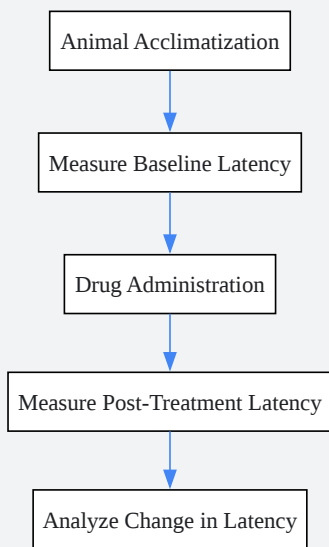 Animal Acclimatization
Measure Baseline Latency
Drug Administration
Measure Post-Treatment Latency
Analyze Change in Latency